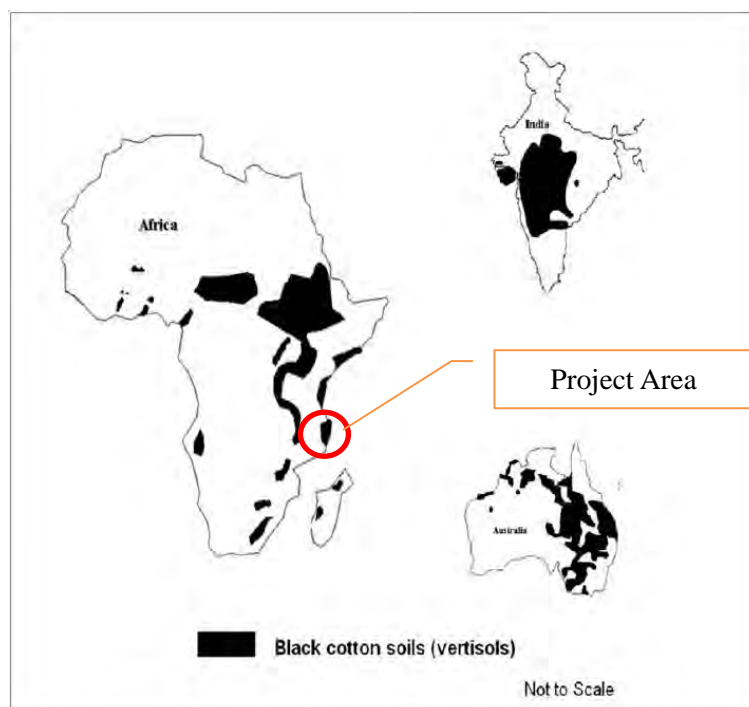 India
Africa
Project Area
Australia
Black cotton soils (vertisols)
Not to Scale